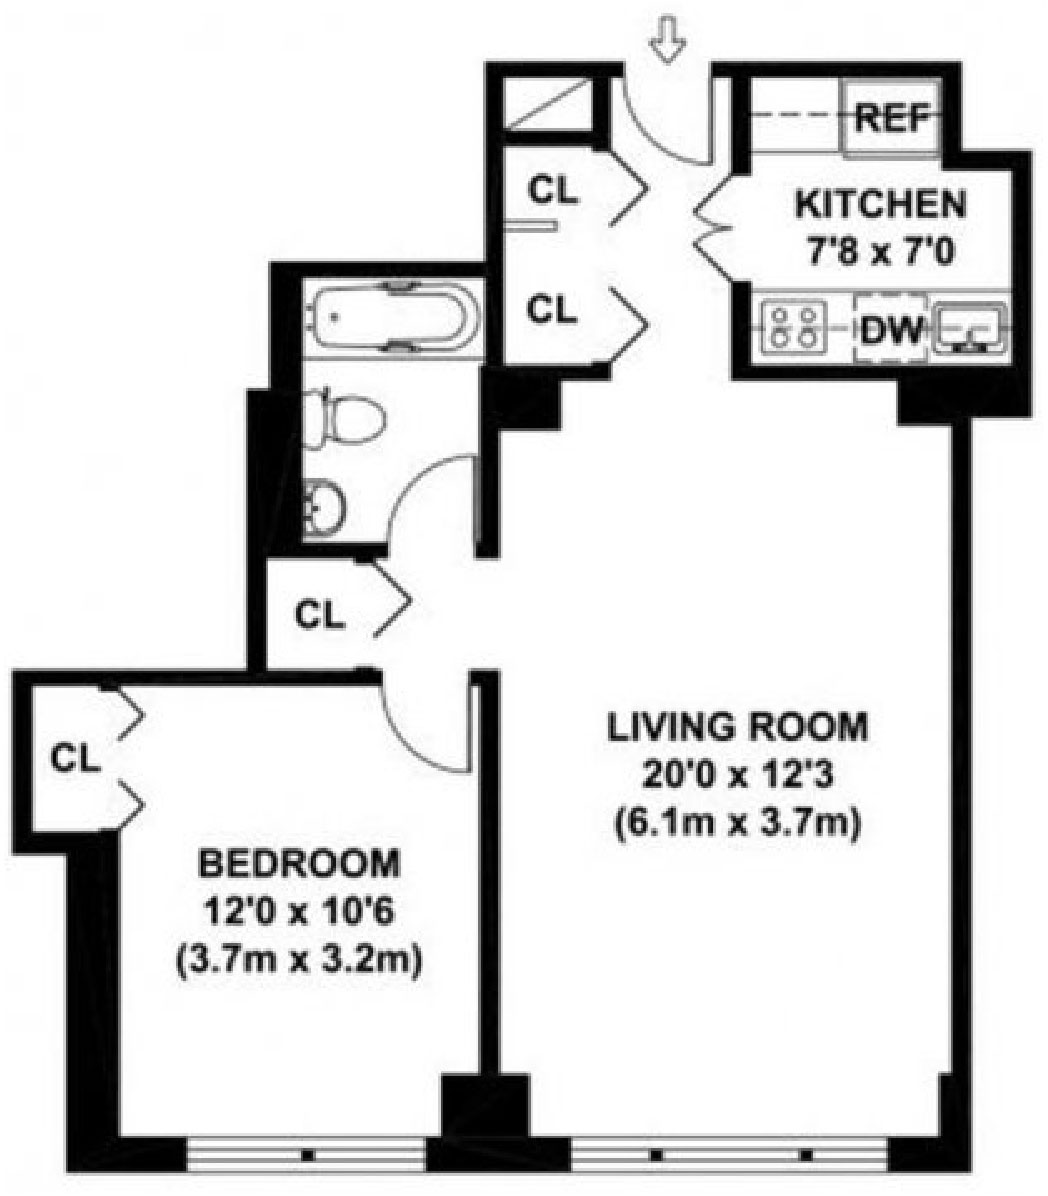 REF
CL
KITCHEN
7'8 x 7'0
CL
DW
CL
LIVING ROOM
20'0 x 12'3
(6.1m x 3.7m)
CL
BEDROOM
12'0 x 10'6
(3.7m x 3.2m)